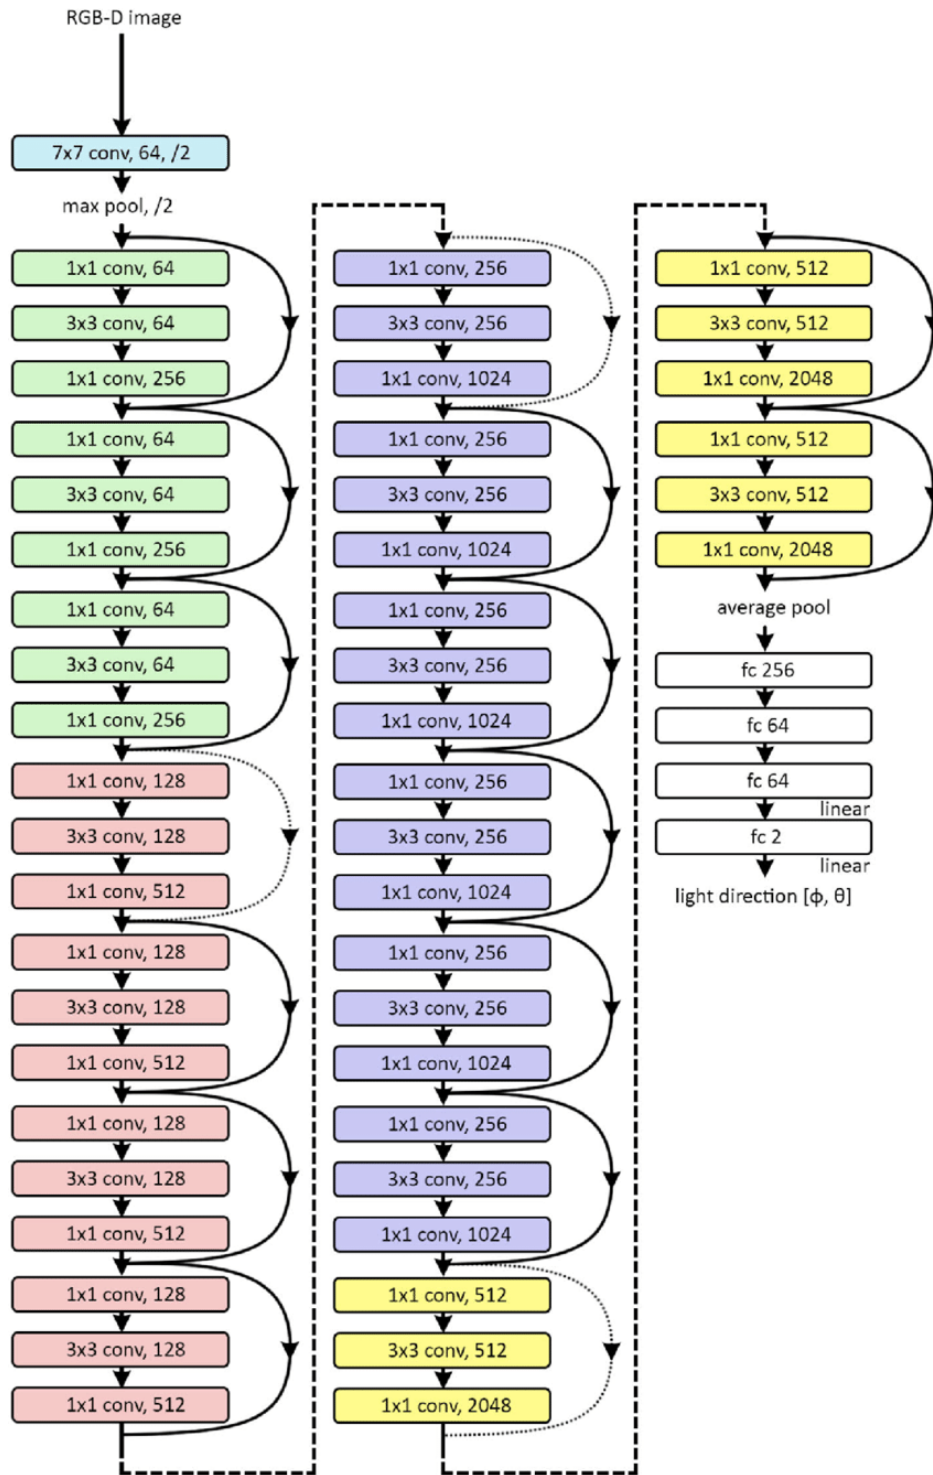 RGB-D image
7x7 conv, 64, /2
max pool, /2
1x1 conv, 64
3x3 conv, 64
1x1 conv, 256
1x1 conv, 64
3x3 conv, 64
1x1 conv, 256
1x1 conv, 64
3x3 conv, 64
1x1 conv, 256
1x1 conv, 128
3x3 conv, 128
1x1 conv, 512
1x1 conv, 128
3x3 conv, 128
1x1 conv, 512
1x1 conv, 128
3x3 conv, 128
1x1 conv, 512
1x1 conv, 128
3x3 conv, 128
1x1 conv, 512
1x1 conv, 256
3x3 conv, 256
1x1 conv, 1024
1x1 conv, 256
3x3 conv, 256
1x1 conv, 1024
1x1 conv, 256
3x3 conv, 256
1x1 conv, 1024
1x1 conv, 256
3x3 conv, 256
1x1 conv, 1024
1x1 conv, 256
3x3 conv, 256
1x1 conv, 1024
1x1 conv, 256
3x3 conv, 256
1x1 conv, 1024
1x1 conv, 512
3x3 conv, 512
1x1 conv, 2048
1x1 conv, 512
3x3 conv, 512
1x1 conv, 2048
1x1 conv, 512
3x3 conv, 512
1x1 conv, 2048
average pool
fc 256
fc 64
fc 64
linear
fc 2
linear
light direction [ϕ, θ]